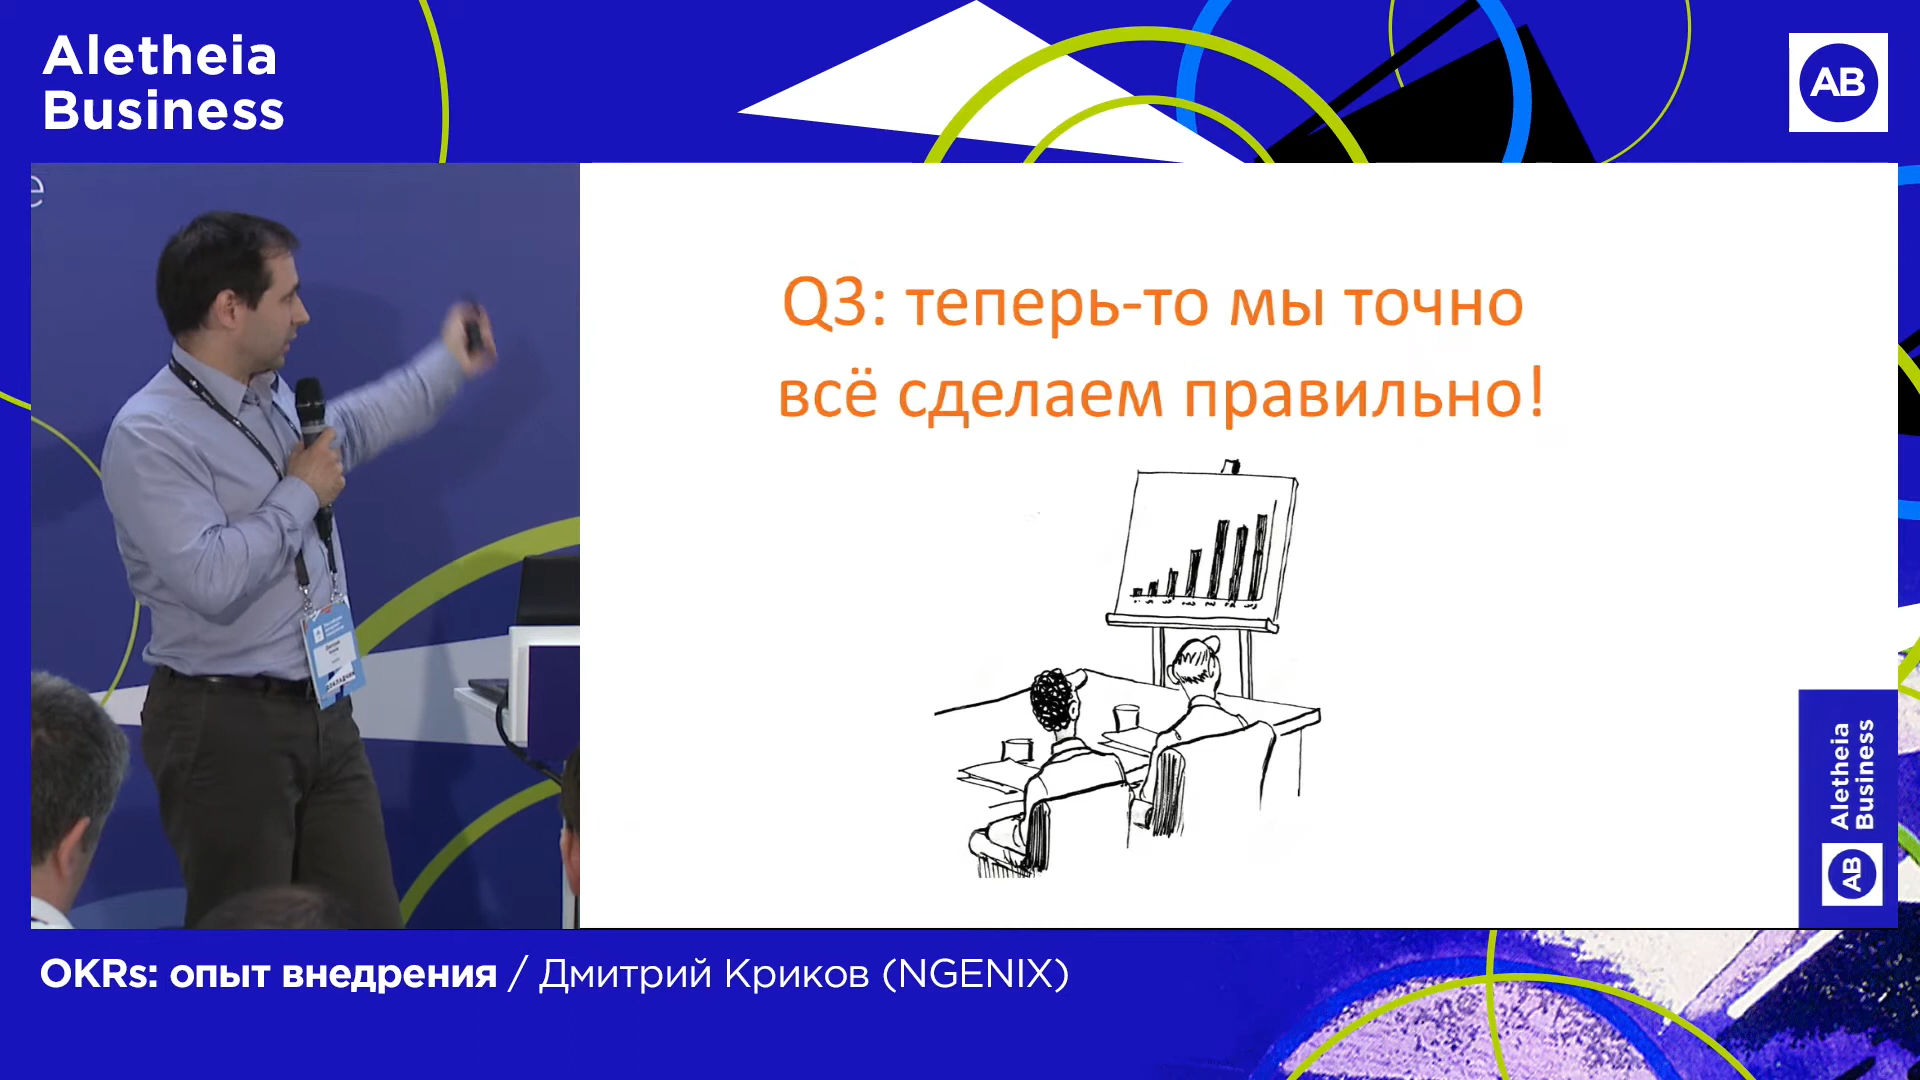 Aletheia
Business
AB
e
Q3: теперь-то мы точно
всё сделаем правильно!
ДОКЛАДЧИК
Aletheia
Business
AB
OKRs: опыт внедрения / Дмитрий Криков (NGENIX)